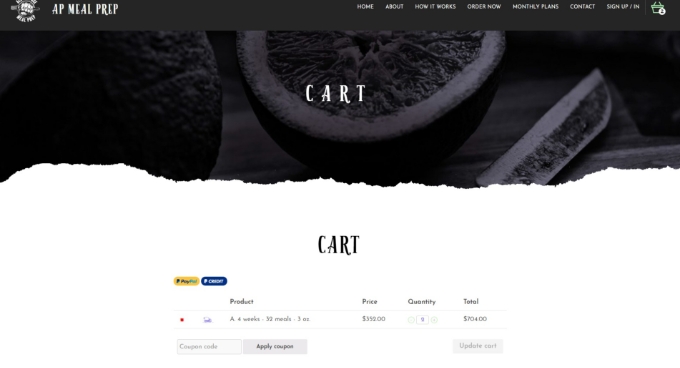 AP MEAL PREP
HOME ABOUT HOW IT WORKS ORDER NOW MONTHLY PLANS CONTACT SIGN UP / IN
CART
CART
PayPal P CREDIT
Product Price Quantity Total
A. 4 weeks - 32 meals - 3 oz $352.00 2 $704.00
Coupon code Apply coupon Update cart